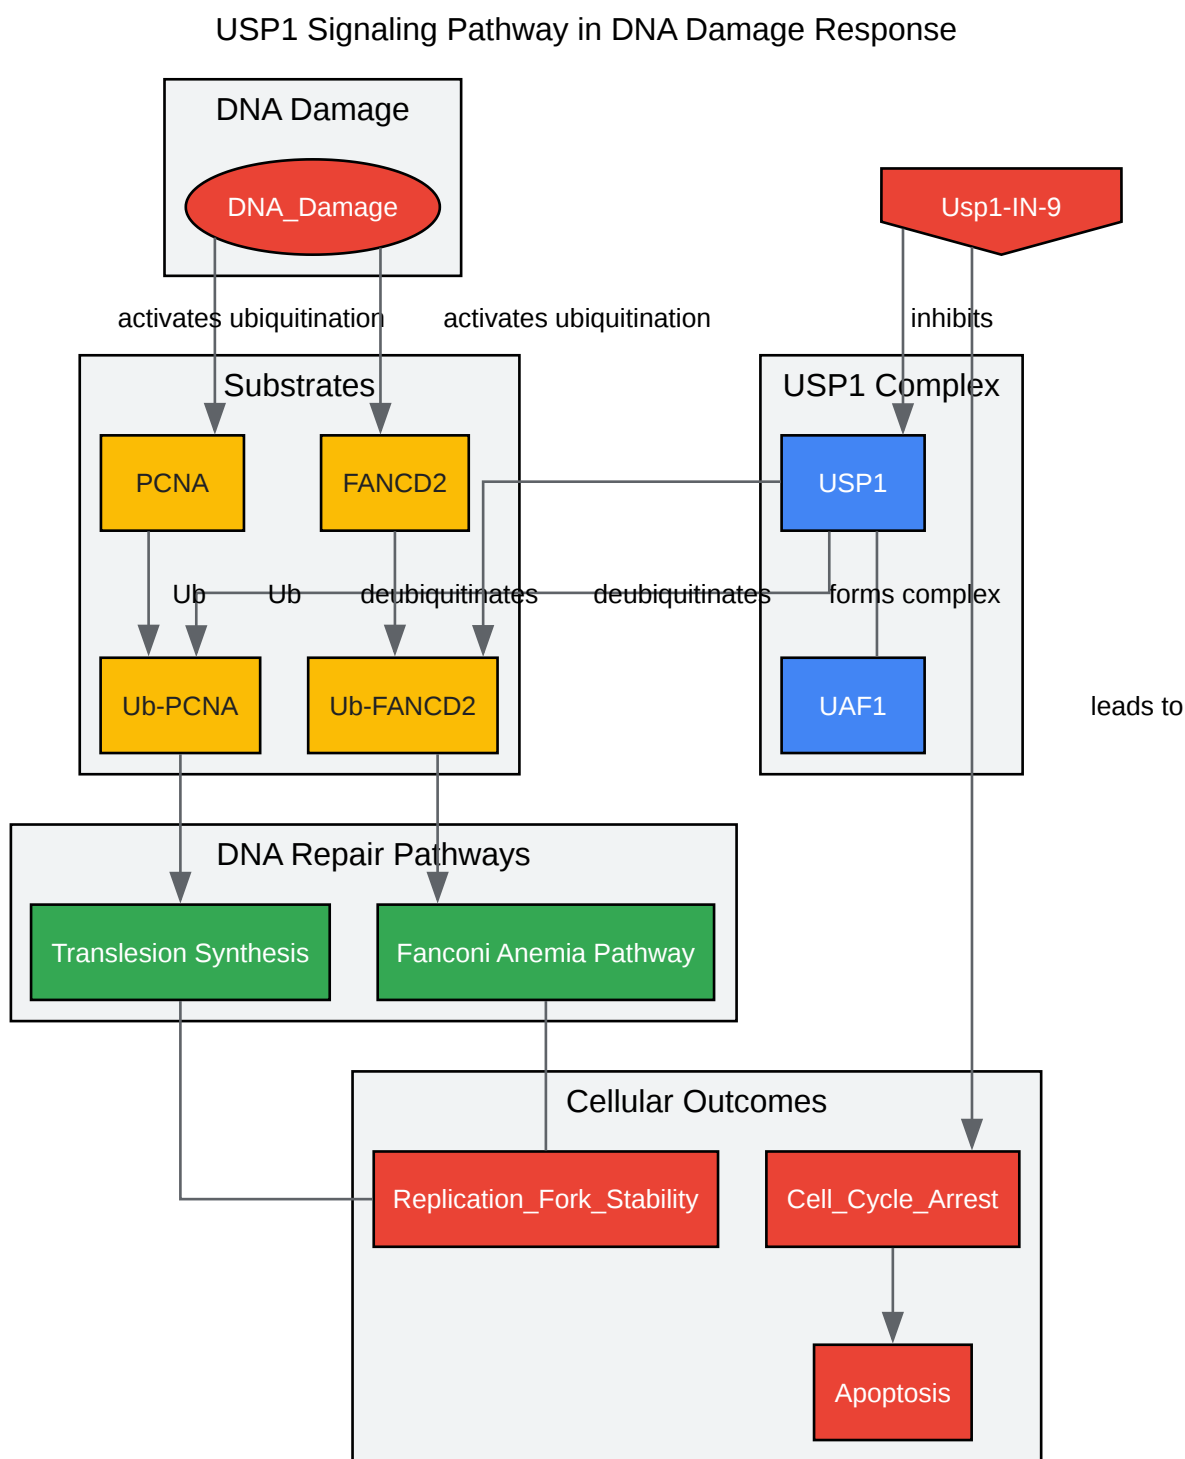 USP1 Signaling Pathway in DNA Damage Response
DNA Damage
DNA_Damage
Usp1-IN-9
activates ubiquitination
activates ubiquitination
inhibits
Substrates
USP1 Complex
PCNA
FANCD2
USP1
Ub
Ub
deubiquitinates
deubiquitinates
forms complex
Ub-PCNA
Ub-FANCD2
UAF1
leads to
DNA Repair Pathways
Translesion Synthesis
Fanconi Anemia Pathway
Cellular Outcomes
Replication_Fork_Stability
Cell_Cycle_Arrest
Apoptosis